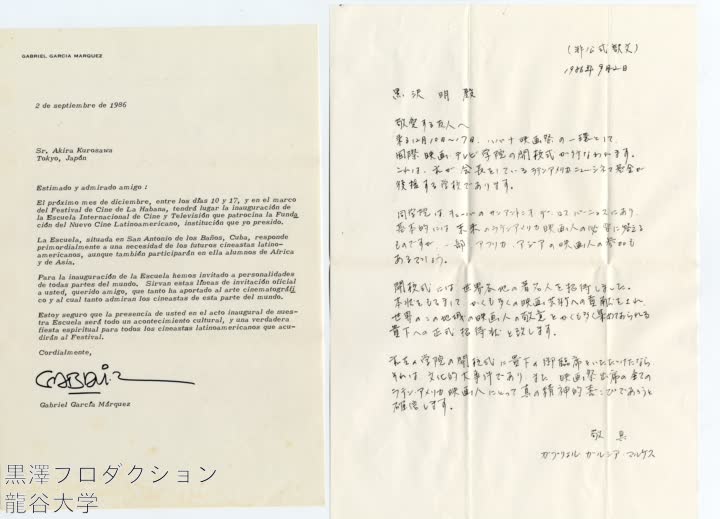 GABRIEL GARCIA MARQUEZ
2 de septiembre de 1986
Sr. Akira Kurosawa
Tokyo, Japón
Estimado y admirado amigo:
El próximo mes de diciembre, entre los días 10 y 17, y en el marco
del Festival de Cine de La Habana, tendrá lugar la inauguración de
la Escuela Internacional de Cine y Televisión que patrocina la Funda
ción del Nuevo Cine Latinoamericano, institución que yo presido.
La Escuela, situada en San Antonio de los Baños, Cuba, responde
primordialmente a una necesidad de los futuros cineastas latino-
americanos, aunque también participarán en ella alumnos de Africa
y de Asia.
Para la inauguración de la Escuela hemos invitado a personalidades
de todas partes del mundo. Sirvan estas líneas de invitación oficial
a usted, querido amigo, que tanto ha aportado al arte cinematográfi
co y al cual tanto admiran los cineastas de esta parte del mundo.
Estoy seguro que la presencia de usted en el acto inaugural de nues-
tra Escuela será todo un acontecimiento cultural, y una verdadera
fiesta espiritual para todos los cineastas latinoamericanos que acu-
dirán al Festival.
Cordialmente,
Gabriel García Márquez
(非公式散文)
1986年9月2日
黒沢 明 殿
敬愛する友人へ
来る12月10日〜17日、ハバナ映画祭の一環として
国際映画テレビ学院の開校式が行なわれます。
これは、私が会長をしているラテンアメリカニューシネマ基金が
後援する学校であります。
同学院はキューバのサンアントニオ・デ・ロス・バーニョスにあり、
基本的には未来のラテンアメリカ映画人の必要に答える
ものですが一部アフリカ、アジアの映画人の参加も
あるでしょう。
開校式には世界各地の著名人を招待しました。
本状をもちまして、かくも多くの映画芸術への貢献をされ
世界のこの地域の映画人の敬愛をかくも多く集めておられる
貴下への正式招待状と致します。
学院の開校式に貴下の御臨席をいただけたなら
それは文化的大事件であり、また映画祭出席の全ての
ラテン・アメリカ映画人にとって真の精神的喜こびであろうと
確信します。
敬具
ガブリエル ガルシア マルケス
黒澤プロダクション
龍谷大学